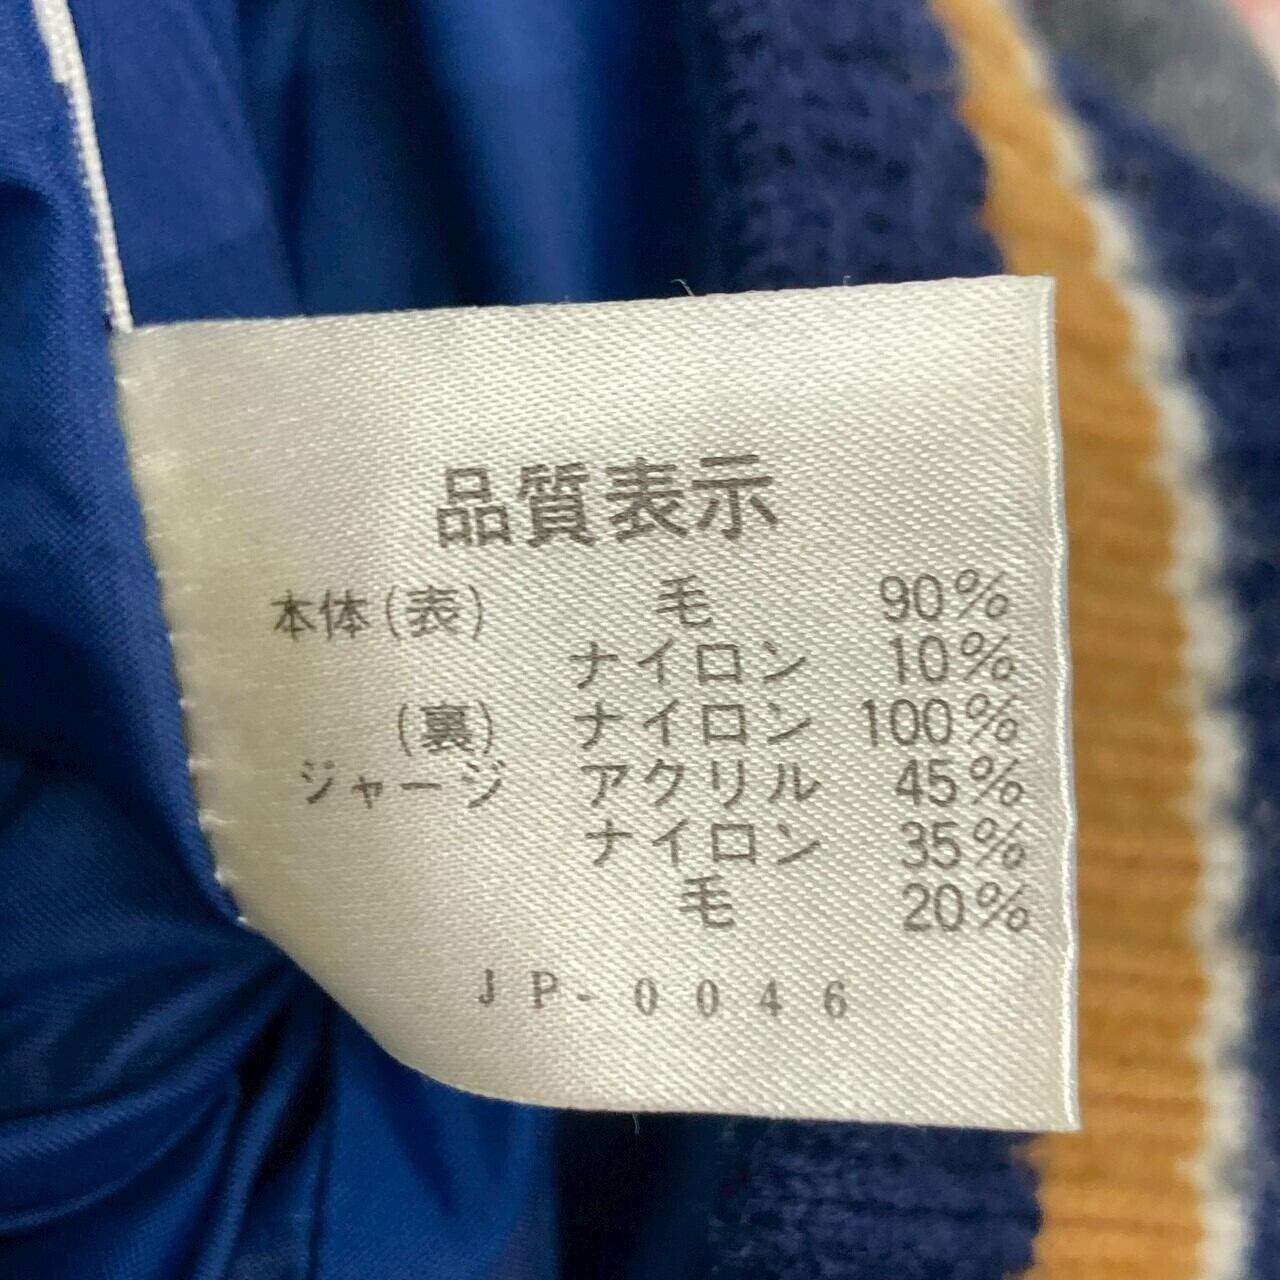 品質表示
本体(表) 毛 90%
ナイロン 10%
(裏) ナイロン 100%
ジャージ アクリル 45%
ナイロン 35%
毛 20%
JP-0046